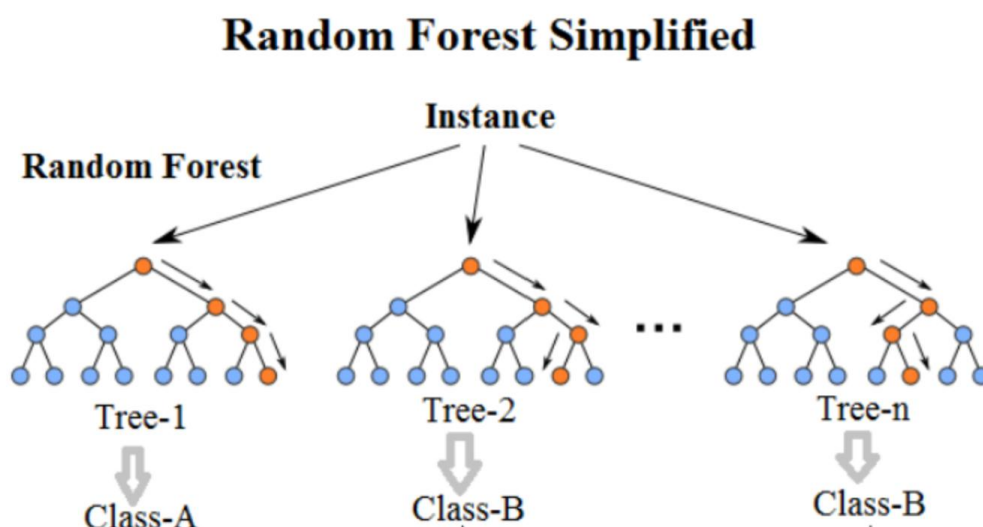 Random Forest Simplified
Instance
Random Forest
...
Tree-1 Tree-2 Tree-n
Class-A Class-B Class-B